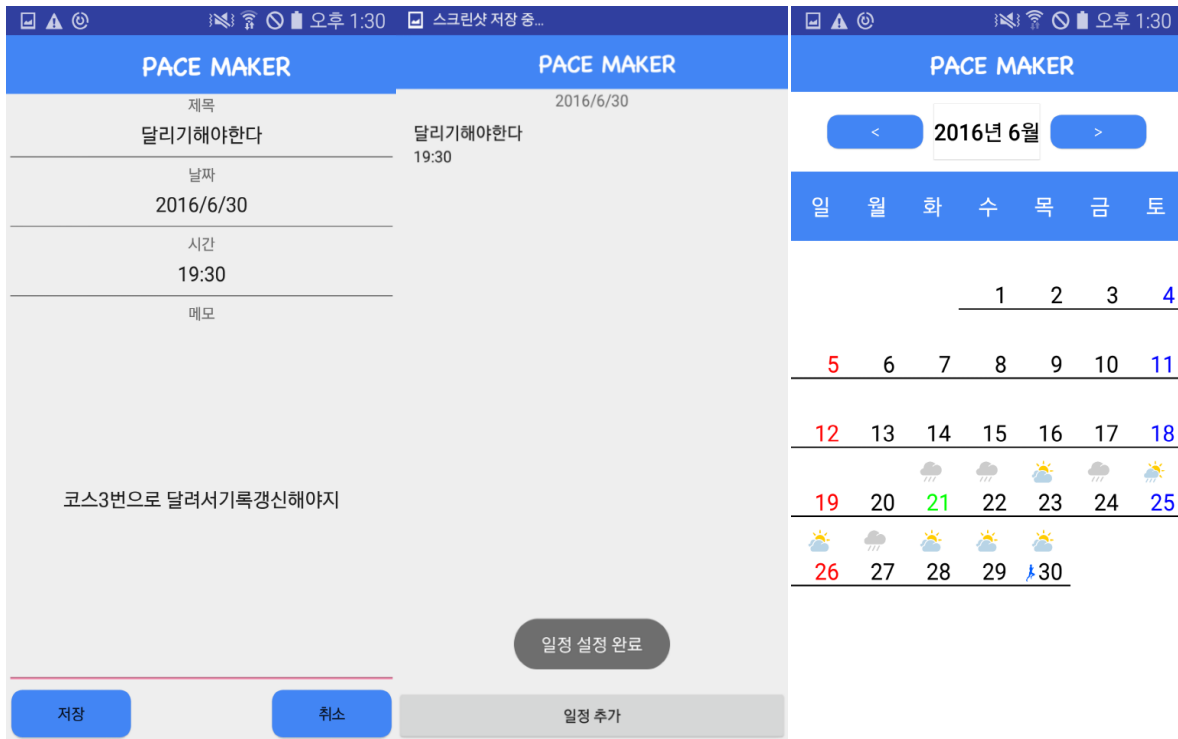 오후 1:30
PACE MAKER
제목
달리기해야한다
날짜
2016/6/30
시간
19:30
메모
코스3번으로 달려서기록갱신해야지
저장 취소
스크린샷 저장 중...
PACE MAKER
2016/6/30
달리기해야한다
19:30
일정 설정 완료
일정 추가
오후 1:30
PACE MAKER
< 2016년 6월 >
일 월 화 수 목 금 토
1 2 3 4
5 6 7 8 9 10 11
12 13 14 15 16 17 18
19 20 21 22 23 24 25
26 27 28 29 30